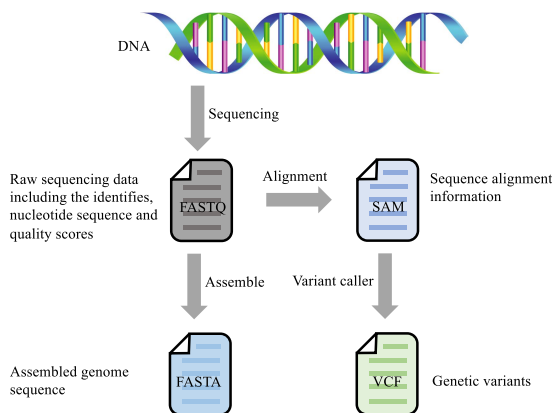 DNA
Sequencing
Raw sequencing data
including the identifies,
nucleotide sequence and
quality scores
FASTQ
Alignment
SAM
Sequence alignment
information
Assemble
Variant caller
Assembled genome
sequence
FASTA
VCF
Genetic variants